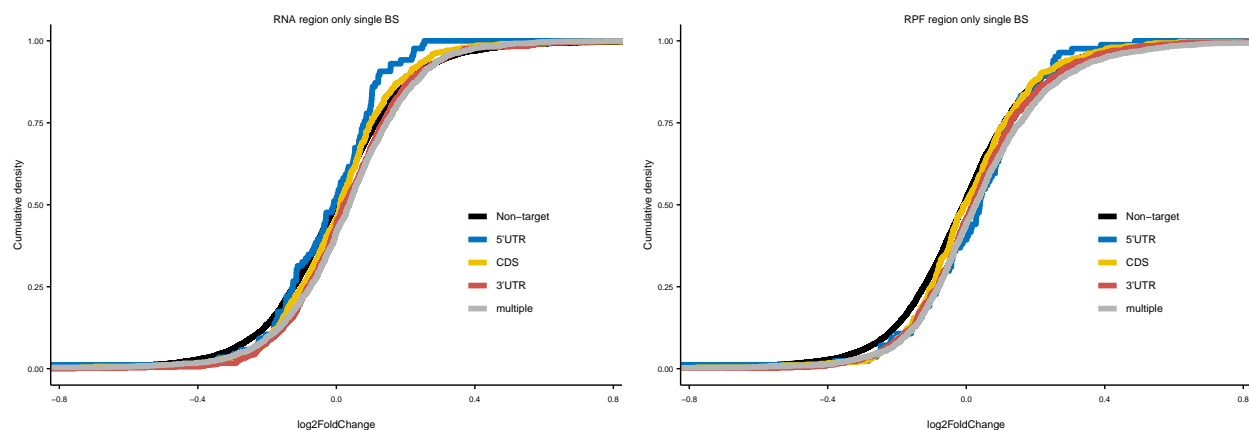 RNA region only single BS
1.00
0.75
0.50
0.25
0.00
Cumulative density
−0.8
−0.4
0.0
0.4
0.8
log2FoldChange
Non−target
5'UTR
CDS
3'UTR
multiple
RPF region only single BS
1.00
0.75
0.50
0.25
0.00
Cumulative density
−0.8
−0.4
0.0
0.4
0.8
log2FoldChange
Non−target
5'UTR
CDS
3'UTR
multiple